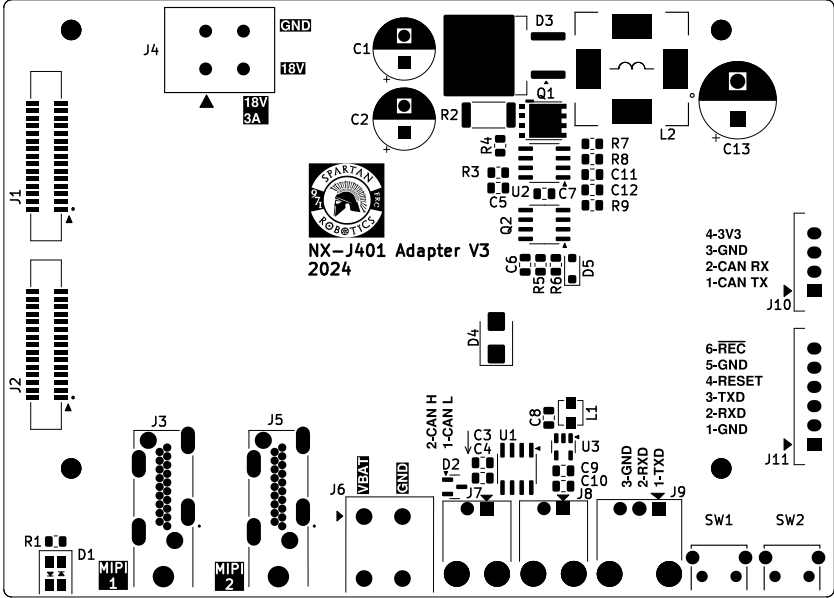 J4
GND
18V
18V
3A
C1
C2
D3
Q1
L2
C13
R2
R4
R3
C5
U2
C7
R7
R8
C11
C12
R9
Q2
C6
R5
R6
D5
J1
SPARTAN
971
FRC
ROBOTICS
NX-J401 Adapter V3
2024
4-3V3
3-GND
2-CAN RX
1-CAN TX
J10
J2
D4
6-REC
5-GND
4-RESET
3-TXD
2-RXD
1-GND
J11
J3
J5
2-CAN H
1-CAN L
C8
L1
C3
C4
U1
U3
D2
C9
C10
J6
VBAT
GND
J7
J8
3-GND
2-RXD
1-TXD
J9
SW1
SW2
R1
D1
MIPI
1
MIPI
2